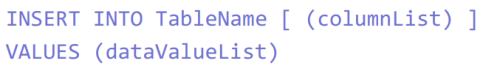 INSERT INTO TableName [ (columnList) ]
VALUES (dataValueList)